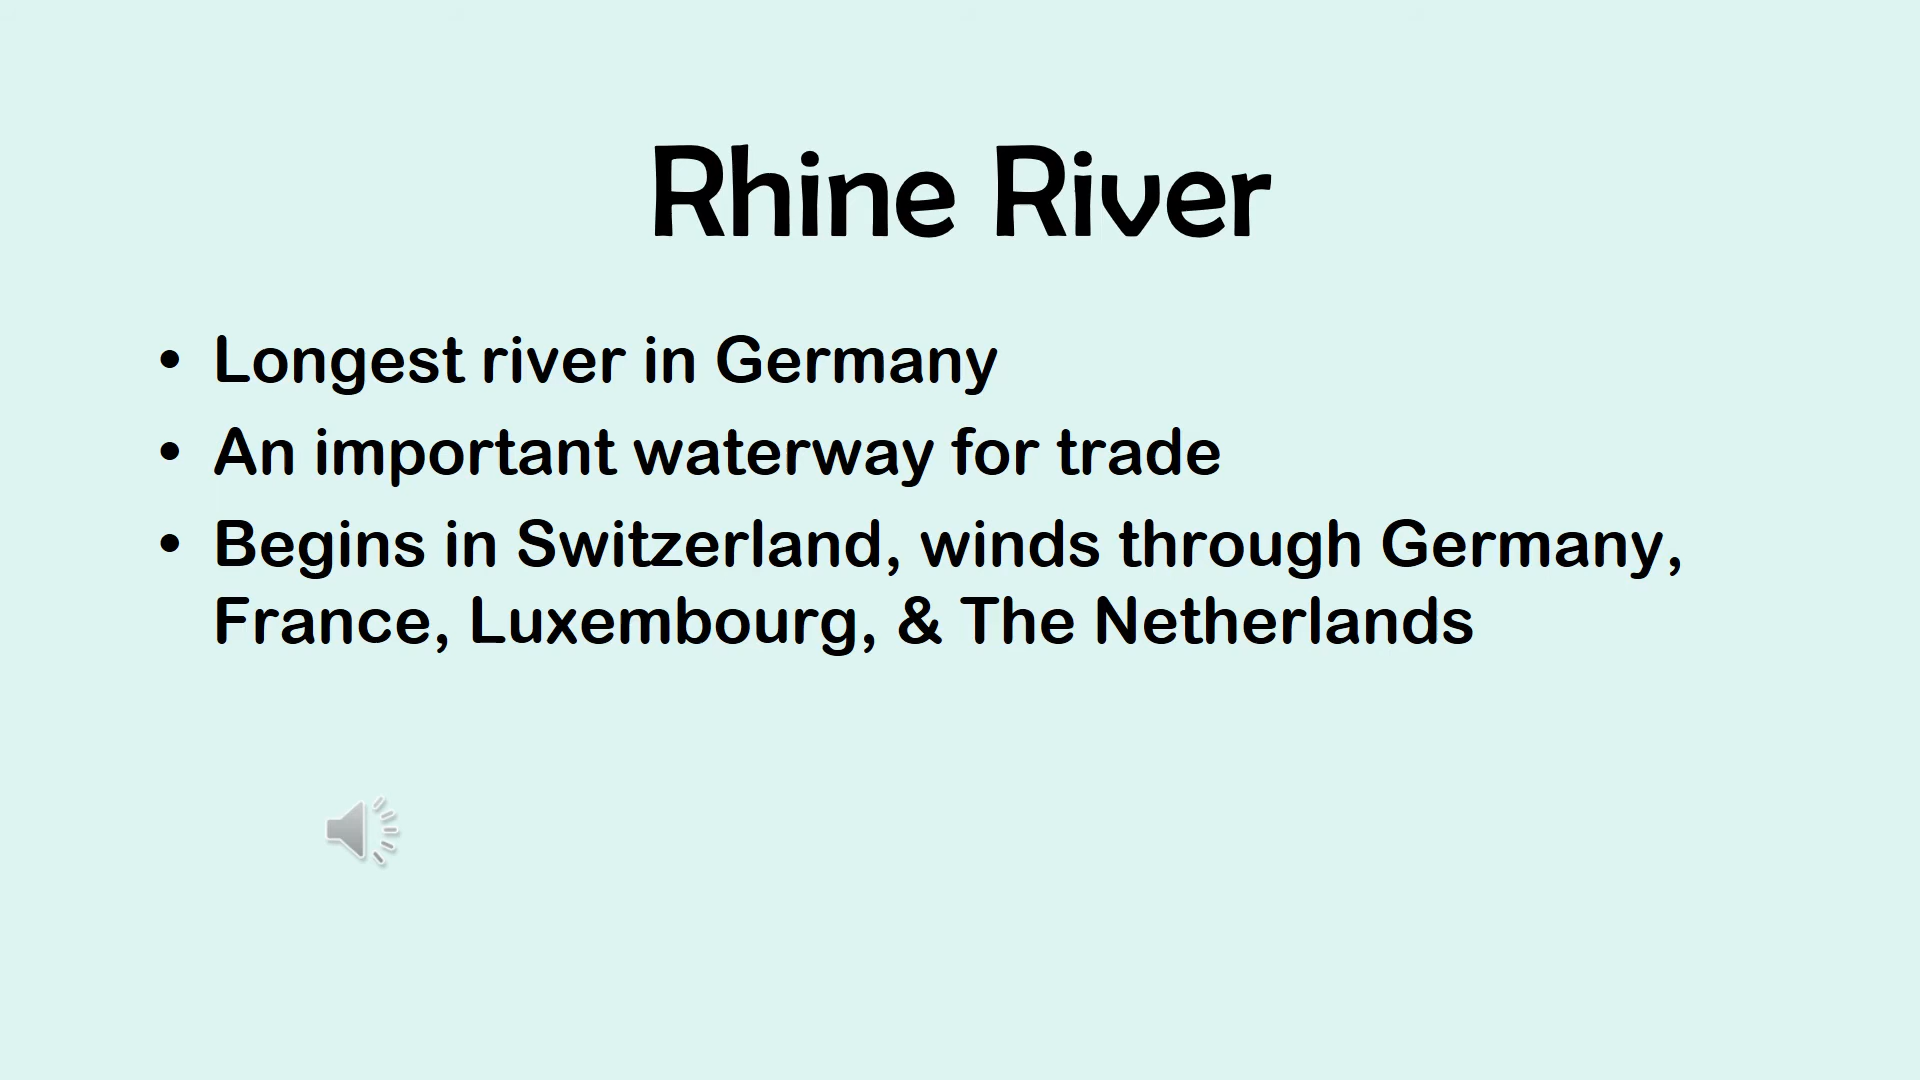 Rhine River
• Longest river in Germany
• An important waterway for trade
• Begins in Switzerland, winds through Germany,
France, Luxembourg, & The Netherlands